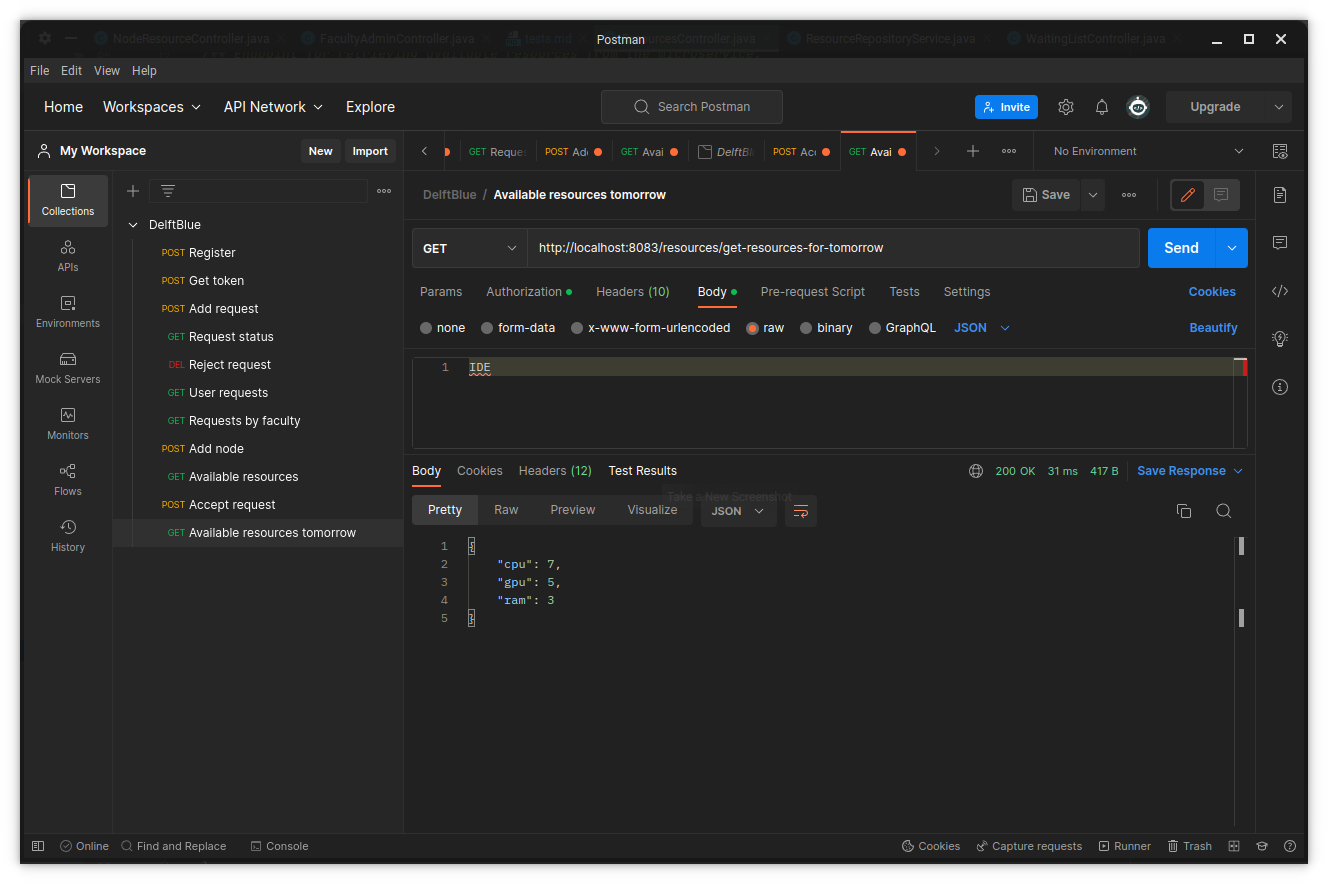 NodeResourceController.java FacultyAdminController.java tests.md ResourcesController.java ResourceRepositoryService.java WaitingListController.java
Postman
File Edit View Help
Home Workspaces API Network Explore Search Postman Invite Upgrade
My Workspace New Import GET Reque POST Ad GET Avai DelftBl POST Acc GET Avai No Environment
Collections
APIs
Environments
Mock Servers
Monitors
Flows
History
DelftBlue
POST Register
POST Get token
POST Add request
GET Request status
DEL Reject request
GET User requests
GET Requests by faculty
POST Add node
GET Available resources
POST Accept request
GET Available resources tomorrow
DelftBlue / Available resources tomorrow Save
GET http://localhost:8083/resources/get-resources-for-tomorrow Send
Params Authorization Headers (10) Body Pre-request Script Tests Settings Cookies
none form-data x-www-form-urlencoded raw binary GraphQL JSON Beautify
1 IDE
Body Cookies Headers (12) Test Results 200 OK 31 ms 417 B Save Response
Take a New Screenshot
Pretty Raw Preview Visualize JSON
1 {
2 "cpu": 7,
3 "gpu": 5,
4 "ram": 3
5 }
Online Find and Replace Console Cookies Capture requests Runner Trash